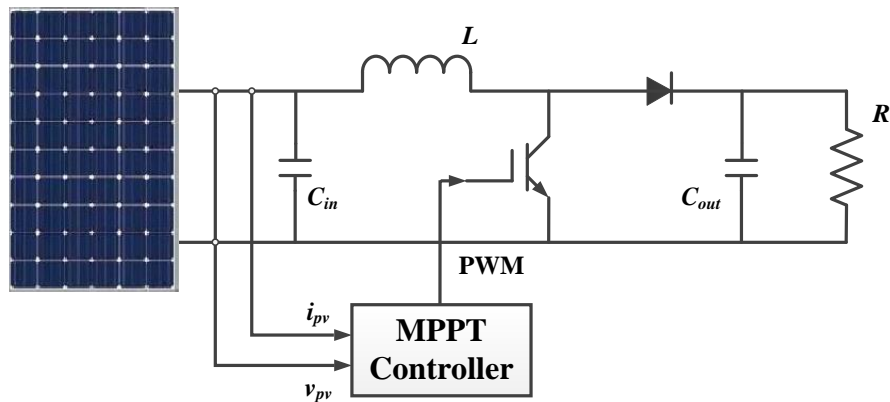 L
R
C_in
C_out
PWM
i_pv
MPPT
Controller
v_pv